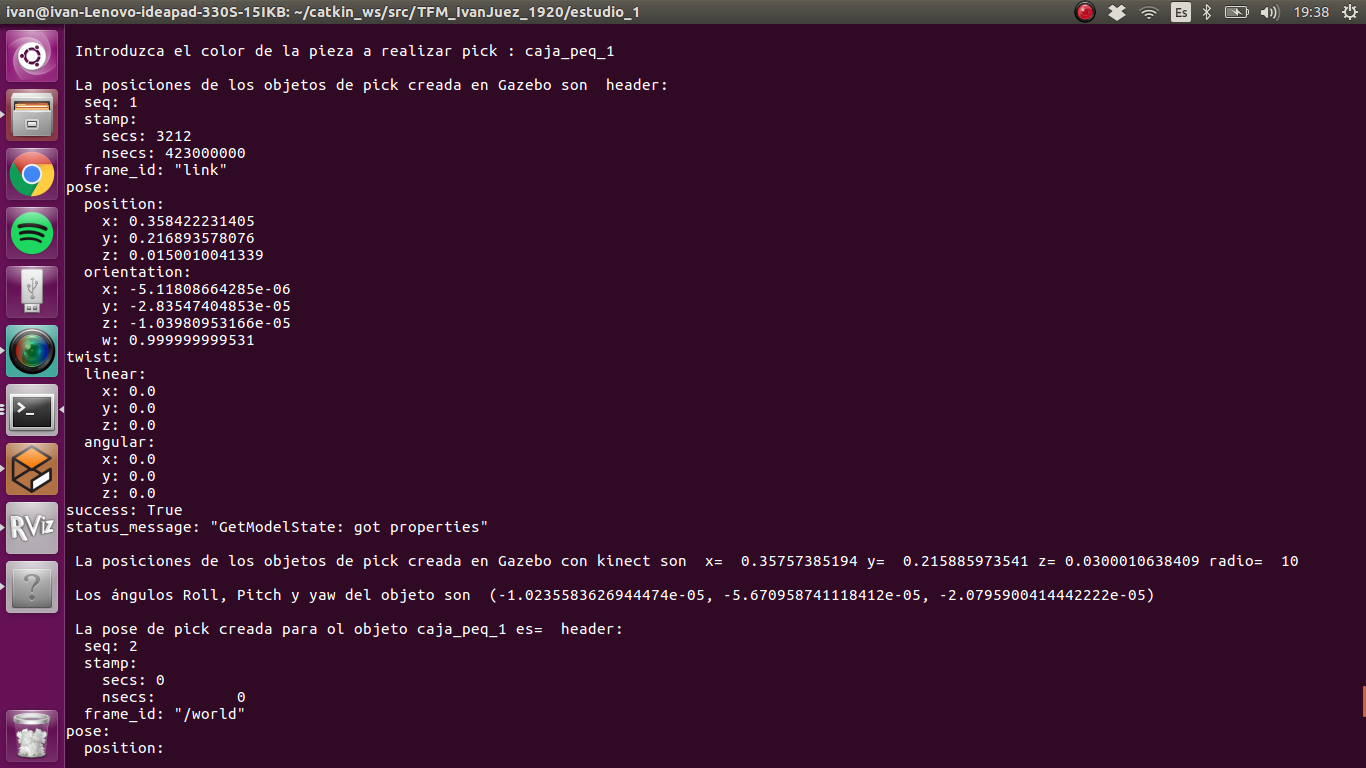 ivan@ivan-Lenovo-ideapad-330S-15IKB: ~/catkin_ws/src/TFM_IvanJuez_1920/estudio_1
Es
19:38
Introduzca el color de la pieza a realizar pick : caja_peq_1
La posiciones de los objetos de pick creada en Gazebo son  header:
seq: 1
stamp:
secs: 3212
nsecs: 423000000
frame_id: "link"
pose:
position:
x: 0.358422231405
y: 0.216893578076
z: 0.0150010041339
orientation:
x: -5.11808664285e-06
y: -2.83547404853e-05
z: -1.03980953166e-05
w: 0.999999999531
twist:
linear:
x: 0.0
y: 0.0
z: 0.0
angular:
x: 0.0
y: 0.0
z: 0.0
success: True
status_message: "GetModelState: got properties"
La posiciones de los objetos de pick creada en Gazebo con kinect son  x=  0.35757385194 y=  0.215885973541 z= 0.0300010638409 radio=  10
Los ángulos Roll, Pitch y yaw del objeto son  (-1.0235583626944474e-05, -5.670958741118412e-05, -2.0795900414442222e-05)
La pose de pick creada para ol objeto caja_peq_1 es=  header:
seq: 2
stamp:
secs: 0
nsecs:         0
frame_id: "/world"
pose:
position:
RViz
?